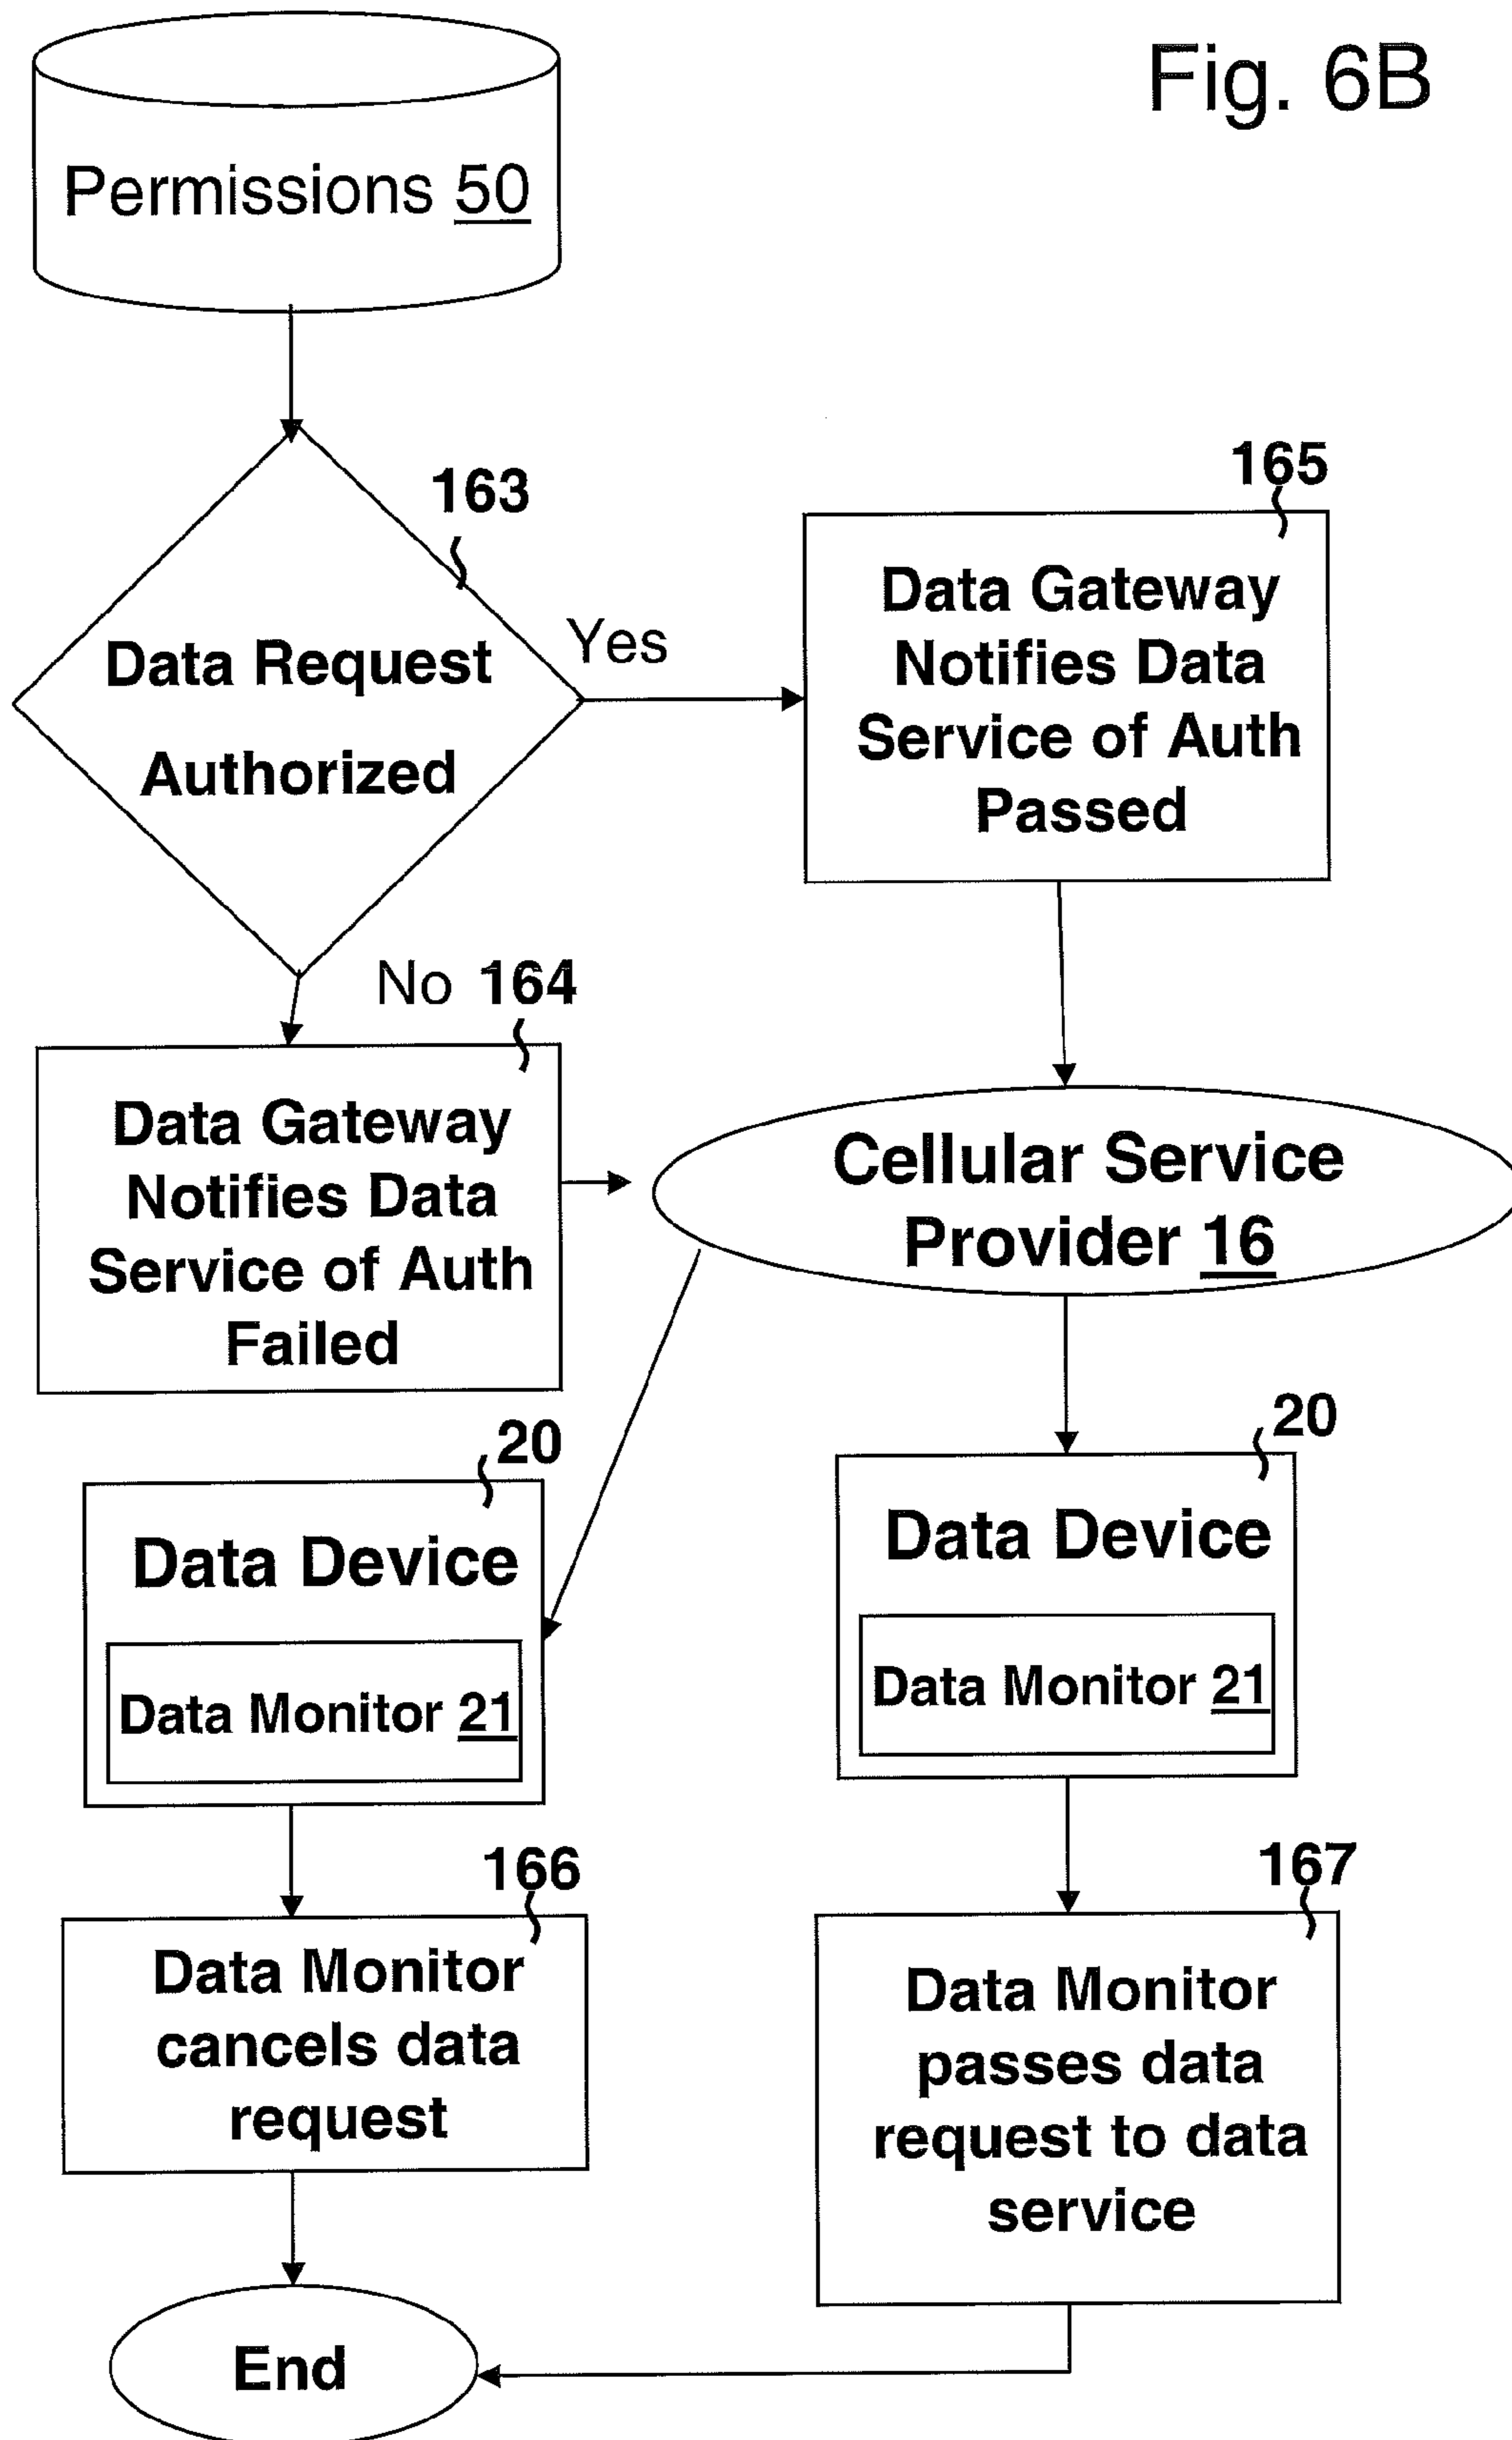 Fig. 6B
Permissions 50
163
Data Request
Authorized
Yes
165
Data Gateway
Notifies Data
Service of Auth
Passed
No 164
Data Gateway
Notifies Data
Service of Auth
Failed
Cellular Service
Provider 16
20
Data Device
Data Monitor 21
20
Data Device
Data Monitor 21
166
Data Monitor
cancels data
request
167
Data Monitor
passes data
request to data
service
End